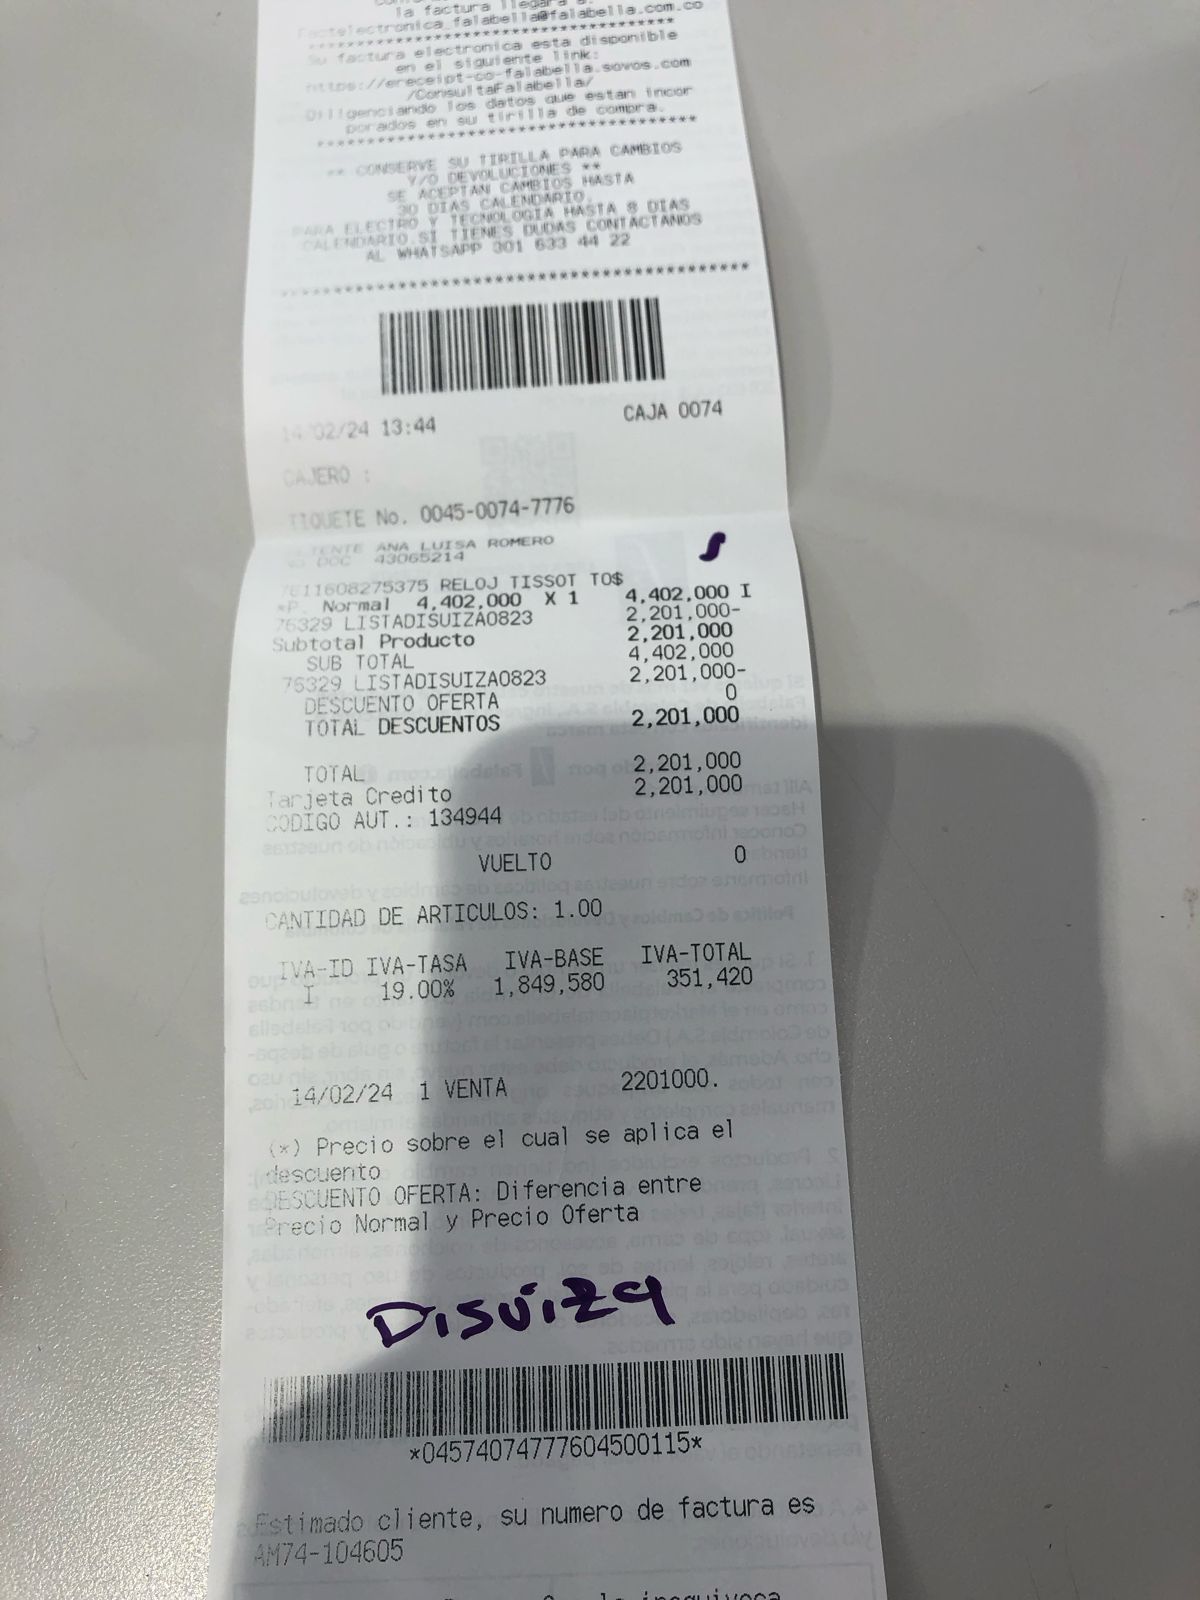 la factura llegara a:
Factelectronica_falabella@falabella.com.co
****************************************
Su factura electronica esta disponible
en el siguiente link:
https://ereceipt-co-falabella.sovos.com
/ConsultaFalabella/
Diligenciando los datos que estan incor
porados en su tirilla de compra.
****************************************
** CONSERVE SU TIRILLA PARA CAMBIOS
Y/O DEVOLUCIONES **
SE ACEPTAN CAMBIOS HASTA
30 DIAS CALENDARIO.
PARA ELECTRO Y TECNOLOGIA HASTA 8 DIAS
CALENDARIO.SI TIENES DUDAS CONTACTANOS
AL WHATSAPP 301 633 44 22
****************************************
14/02/24 13:44 CAJA 0074
CAJERO :
TIQUETE No. 0045-0074-7776
CLIENTE ANA LUISA ROMERO
NO DOC 43065214
7611608275375 RELOJ TISSOT TO$
*P. Normal 4,402,000 X 1 4,402,000 I
76329 LISTADISUIZA0823 2,201,000-
Subtotal Producto 2,201,000
SUB TOTAL 4,402,000
76329 LISTADISUIZA0823 2,201,000-
DESCUENTO OFERTA 0
TOTAL DESCUENTOS 2,201,000
TOTAL 2,201,000
Tarjeta Credito 2,201,000
CODIGO AUT.: 134944
VUELTO 0
CANTIDAD DE ARTICULOS: 1.00
IVA-ID IVA-TASA IVA-BASE IVA-TOTAL
I 19.00% 1,849,580 351,420
14/02/24 1 VENTA 2201000.
(*) Precio sobre el cual se aplica el
descuento
DESCUENTO OFERTA: Diferencia entre
Precio Normal y Precio Oferta
DISUIZA
*04574074777604500115*
Estimado cliente, su numero de factura es
AM74-104605